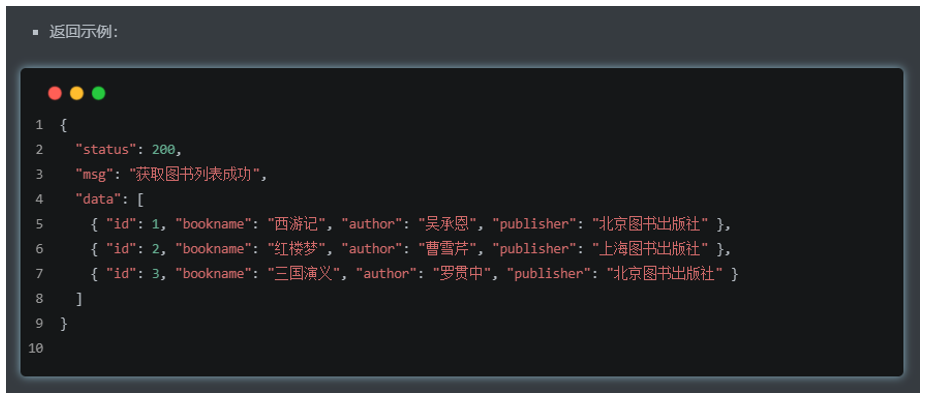 ▪ 返回示例：
1 {
2   "status": 200,
3   "msg": "获取图书列表成功",
4   "data": [
5     { "id": 1, "bookname": "西游记", "author": "吴承恩", "publisher": "北京图书出版社" },
6     { "id": 2, "bookname": "红楼梦", "author": "曹雪芹", "publisher": "上海图书出版社" },
7     { "id": 3, "bookname": "三国演义", "author": "罗贯中", "publisher": "北京图书出版社" }
8   ]
9 }
10